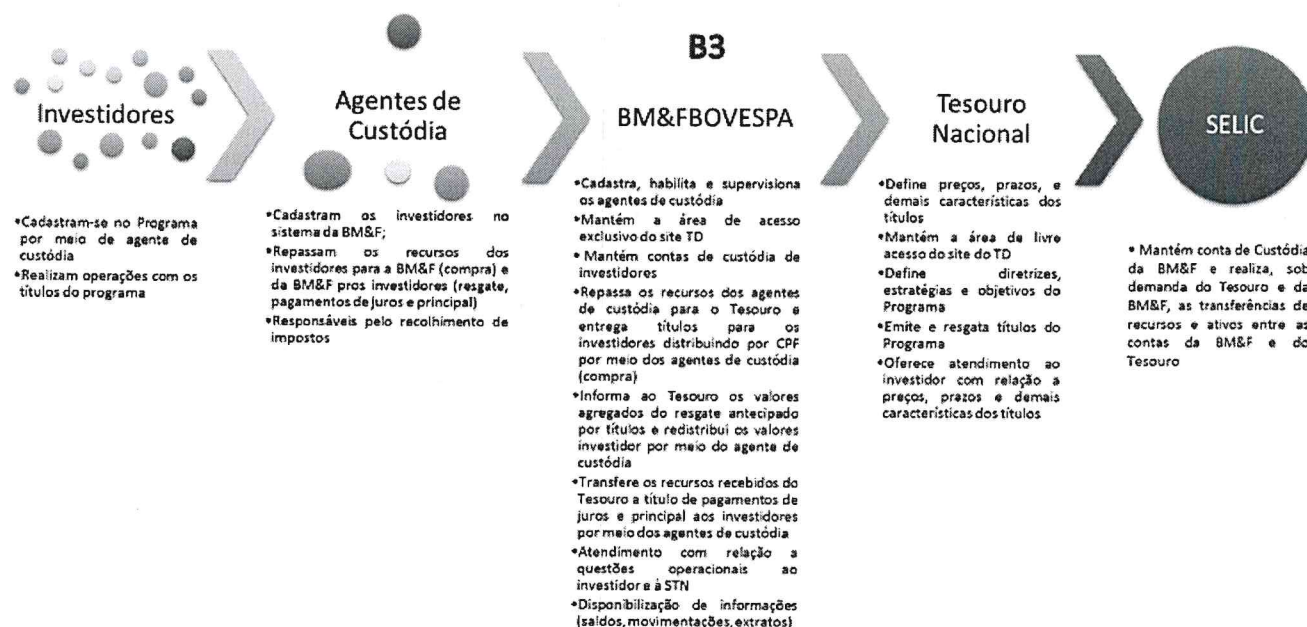 Investidores
•Cadastram-se no Programa
por meio de agente de
custódia
•Realizam operações com os
títulos do programa
Agentes de
Custódia
•Cadastram os investidores no
sistema da BM&F;
•Repassam os recursos dos
investidores para a BM&F (compra) e
da BM&F pros investidores (resgate,
pagamentos de juros e principal)
•Responsáveis pelo recolhimento de
impostos
B3
BM&FBOVESPA
•Cadastra, habilita e supervisiona
os agentes de custódia
•Mantém a área de acesso
exclusivo do site TD
• Mantém contas de custódia de
investidores
•Repassa os recursos dos agentes
de custódia para o Tesouro e
entrega títulos para os
investidores distribuindo por CPF
por meio dos agentes de custódia
(compra)
•Informa ao Tesouro os valores
agregados do resgate antecipado
por títulos e redistribui os valores
investidor por meio do agente de
custódia
•Transfere os recursos recebidos do
Tesouro a título de pagamentos de
juros e principal aos investidores
por meio dos agentes de custódia
•Atendimento com relação a
questões operacionais ao
investidor e à STN
•Disponibilização de informações
(saldos, movimentações, extratos)
Tesouro
Nacional
•Define preços, prazos, e
demais características dos
títulos
•Mantém a área de livre
acesso do site do TD
•Define diretrizes,
estratégias e objetivos do
Programa
•Emite e resgata títulos do
Programa
•Oferece atendimento ao
investidor com relação a
preços, prazos e demais
características dos títulos
SELIC
• Mantém conta de Custódia
da BM&F e realiza, sob
demanda do Tesouro e da
BM&F, as transferências de
recursos e ativos entre as
contas da BM&F e do
Tesouro